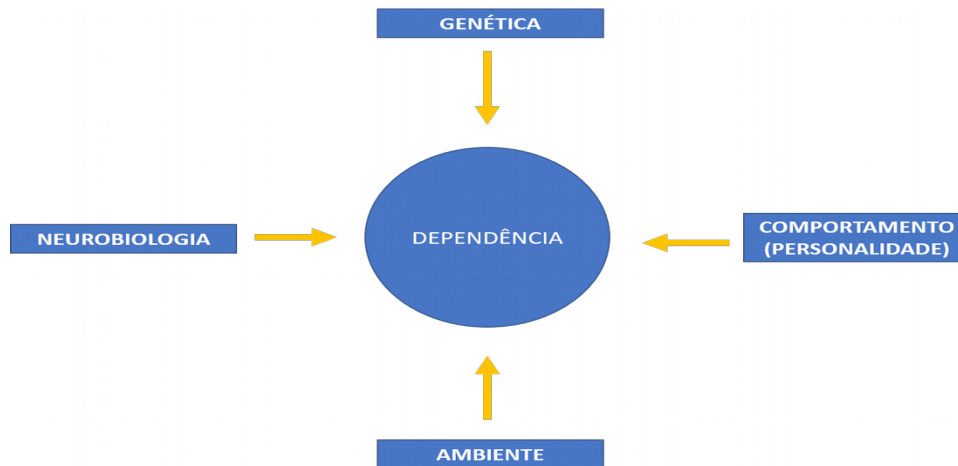 GENÉTICA
NEUROBIOLOGIA
DEPENDÊNCIA
COMPORTAMENTO
(PERSONALIDADE)
AMBIENTE